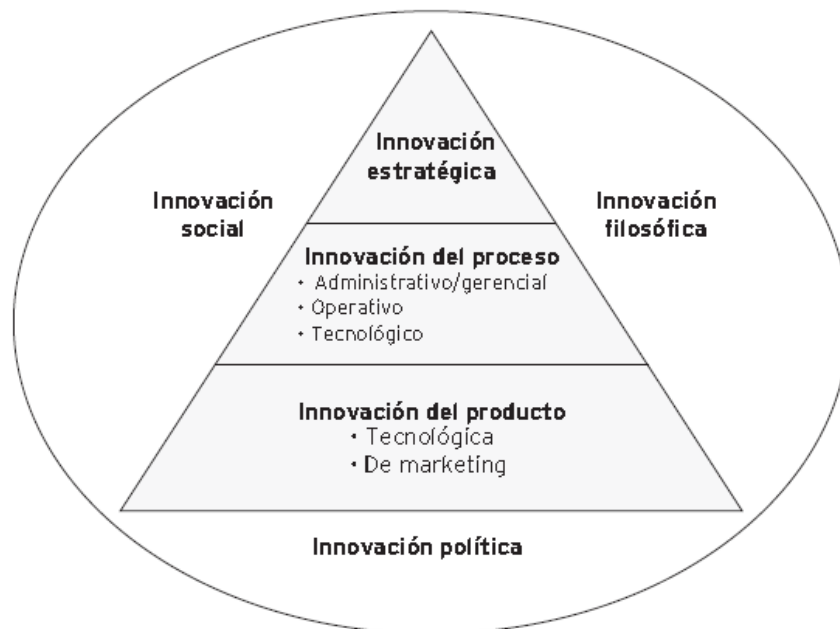 Innovación
estratégica
Innovación
social
Innovación
filosófica
Innovación del proceso
• Administrativo/gerencial
• Operativo
• Tecnológico
Innovación del producto
• Tecnológica
• De marketing
Innovación política